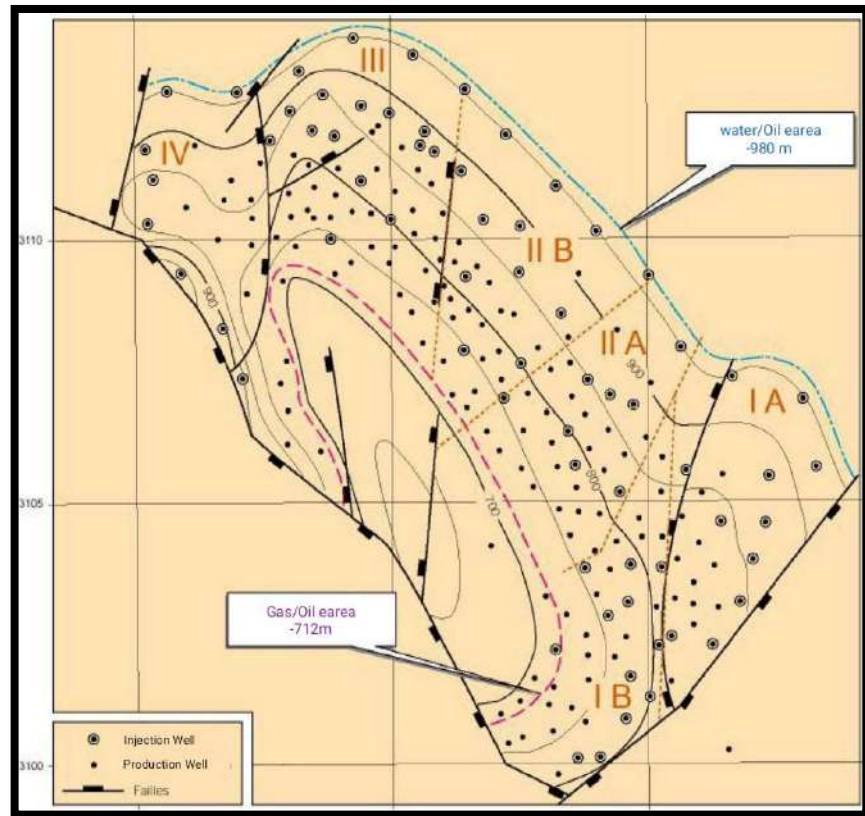 III
IV
water/Oil earea
-980 m
3110
II B
900
II A
900
I A
800
3105
700
Gas/Oil earea
-712m
I B
Injection Well
Production Well
Failles
3100